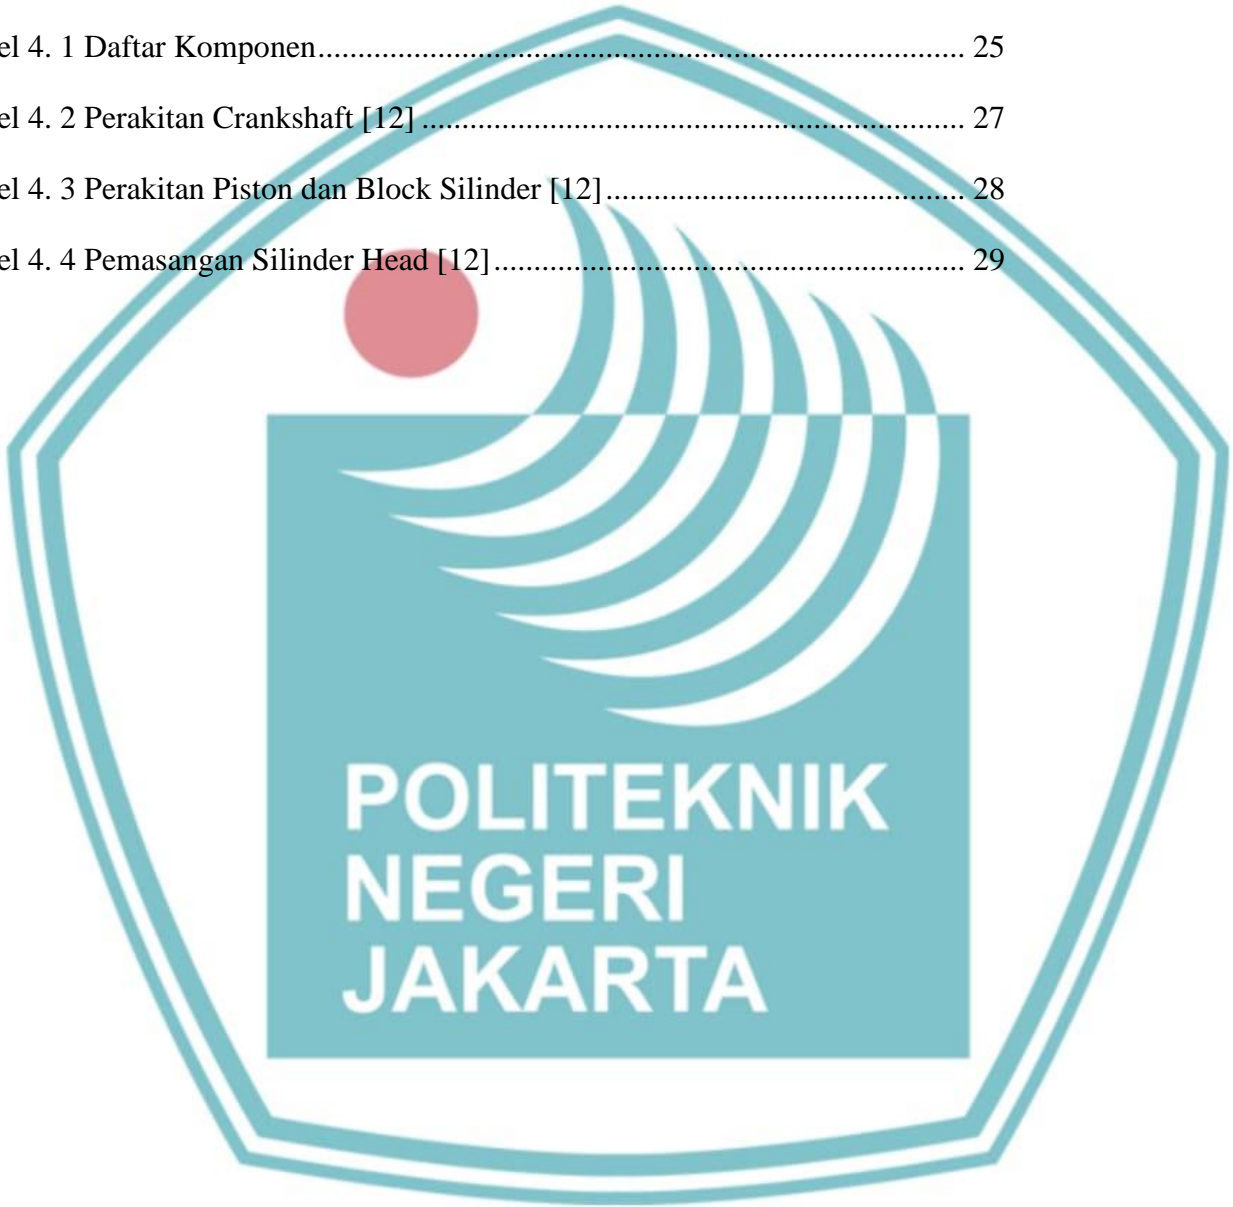 el 4. 1 Daftar Komponen.................................................................................. 25
el 4. 2 Perakitan Crankshaft [12] ..................................................................... 27
el 4. 3 Perakitan Piston dan Block Silinder [12].............................................. 28
el 4. 4 Pemasangan Silinder Head [12]............................................................ 29
POLITEKNIK
NEGERI
JAKARTA